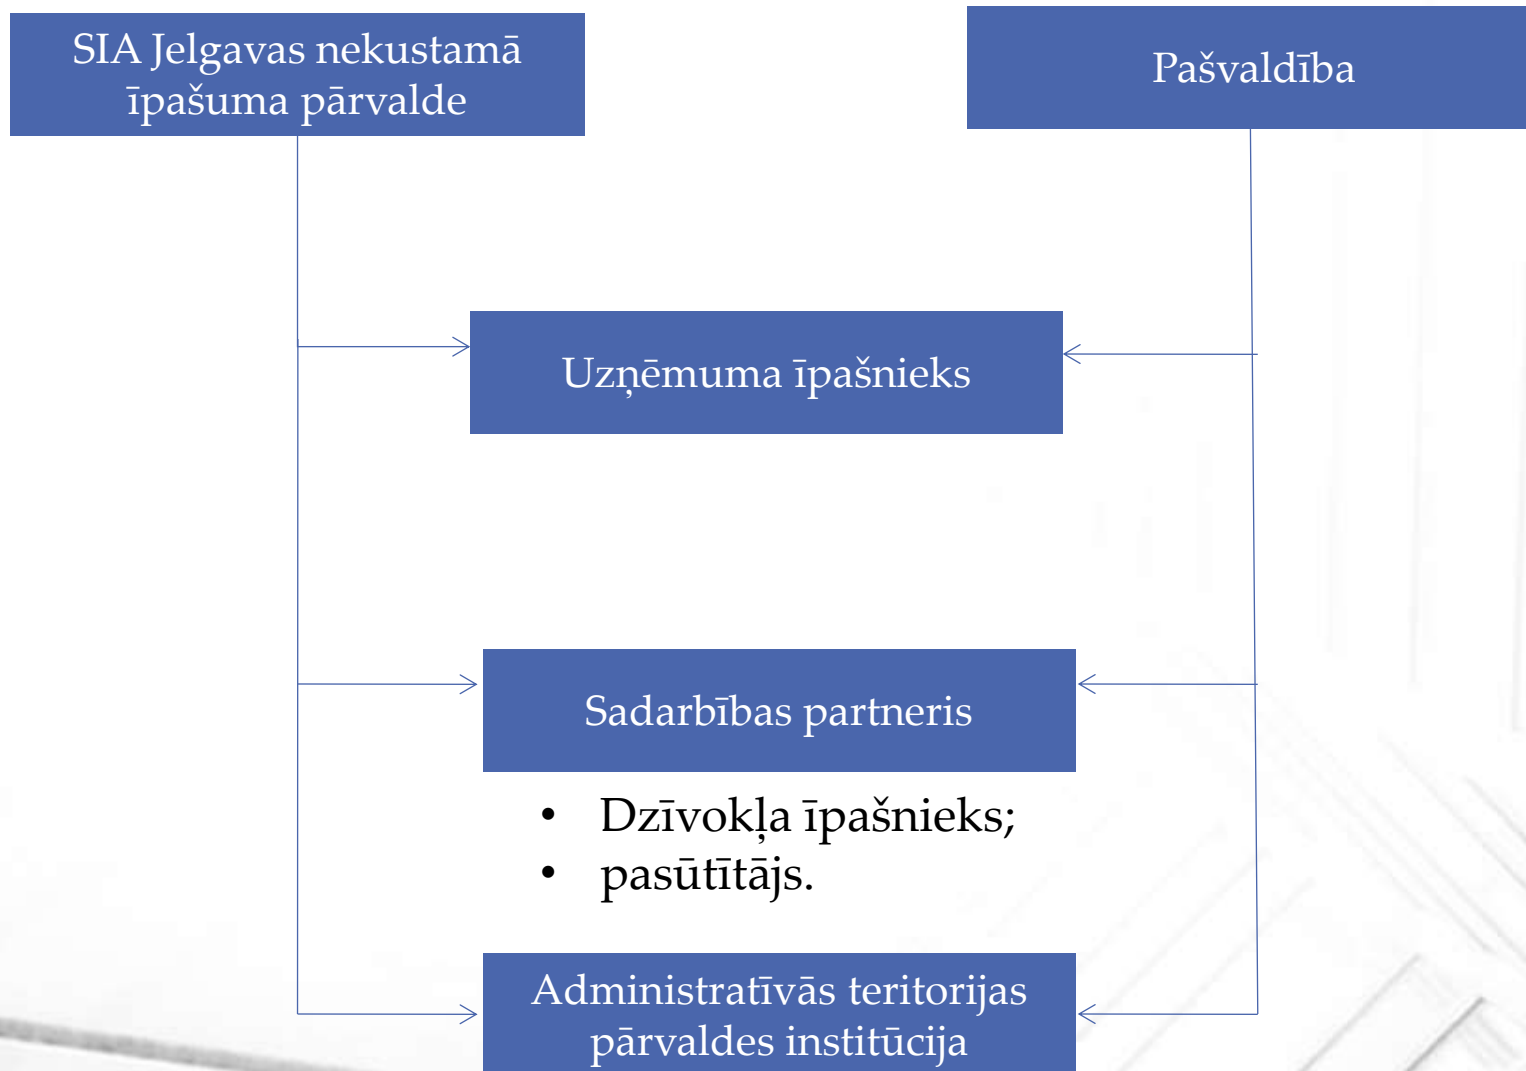 SIA Jelgavas nekustamā
īpašuma pārvalde
Pašvaldība
Uzņēmuma īpašnieks
Sadarbības partneris
• Dzīvokļa īpašnieks;
• pasūtītājs.
Administratīvās teritorijas
pārvaldes institūcija